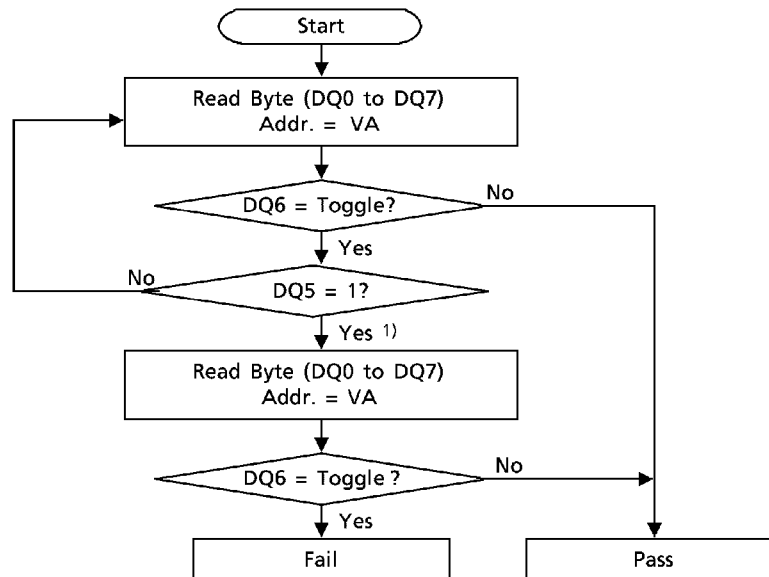 Start
Read Byte (DQ0 to DQ7)
Addr. = VA
DQ6 = Toggle?
No
Yes
No
DQ5 = 1?
Yes 1)
Read Byte (DQ0 to DQ7)
Addr. = VA
DQ6 = Toggle ?
No
Yes
Fail
Pass